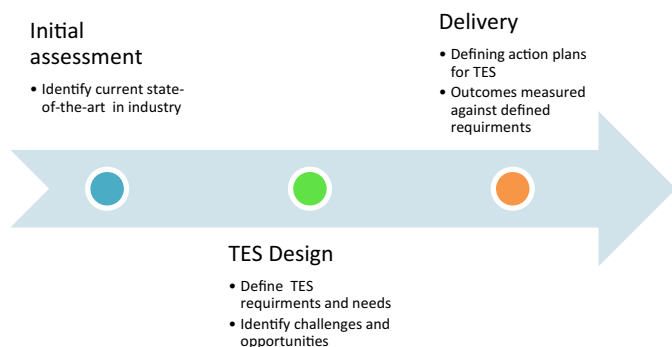 Initial
assessment
• Identify current state-
of-the-art in industry
TES Design
• Define TES
requirments and needs
• Identify challenges and
opportunities
Delivery
• Defining action plans
for TES
• Outcomes measured
against defined
requirments